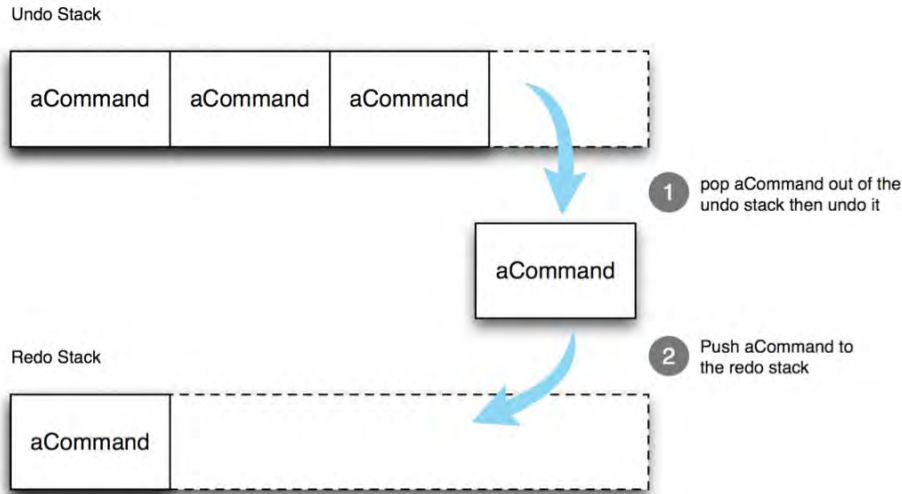 Undo Stack
aCommand
aCommand
aCommand
1
pop aCommand out of the
undo stack then undo it
aCommand
2
Push aCommand to
the redo stack
Redo Stack
aCommand